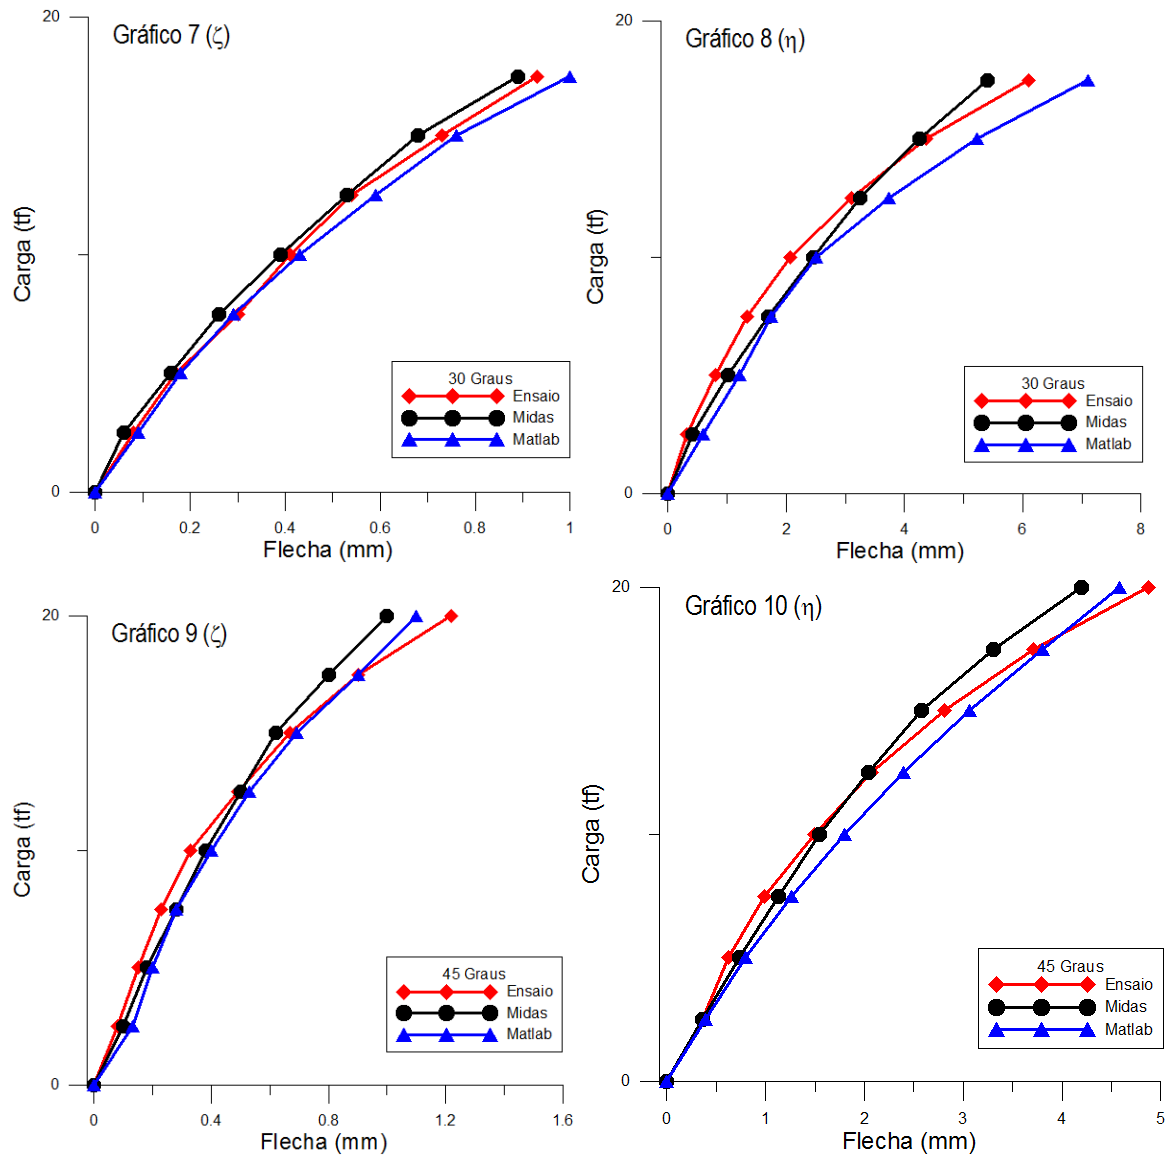 Gráfico 7 (ζ)
20
0
Carga (tf)
0
0.2
0.4
0.6
0.8
1
Flecha (mm)
30 Graus
Ensaio
Midas
Matlab
Gráfico 8 (η)
20
0
Carga (tf)
0
2
4
6
8
Flecha (mm)
30 Graus
Ensaio
Midas
Matlab
Gráfico 9 (ζ)
20
0
Carga (tf)
0
0.4
0.8
1.2
1.6
Flecha (mm)
45 Graus
Ensaio
Midas
Matlab
Gráfico 10 (η)
20
0
Carga (tf)
0
1
2
3
4
5
Flecha (mm)
45 Graus
Ensaio
Midas
Matlab